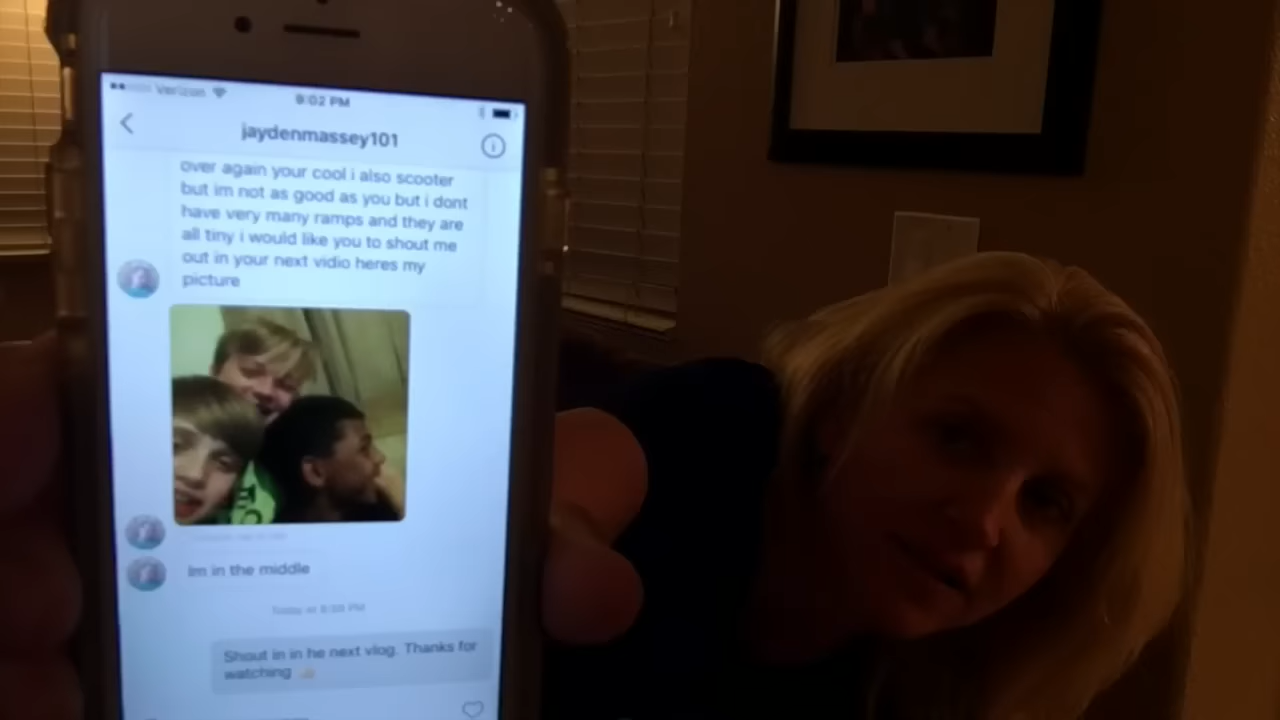 Verizon
9:02 PM
jaydenmassey101
over again your cool i also scooter
but im not as good as you but i dont
have very many ramps and they are
all tiny i would like you to shout me
out in your next vidio heres my
picture
im in the middle
Today at
Shout in in he next vlog. Thanks for
watching 👍